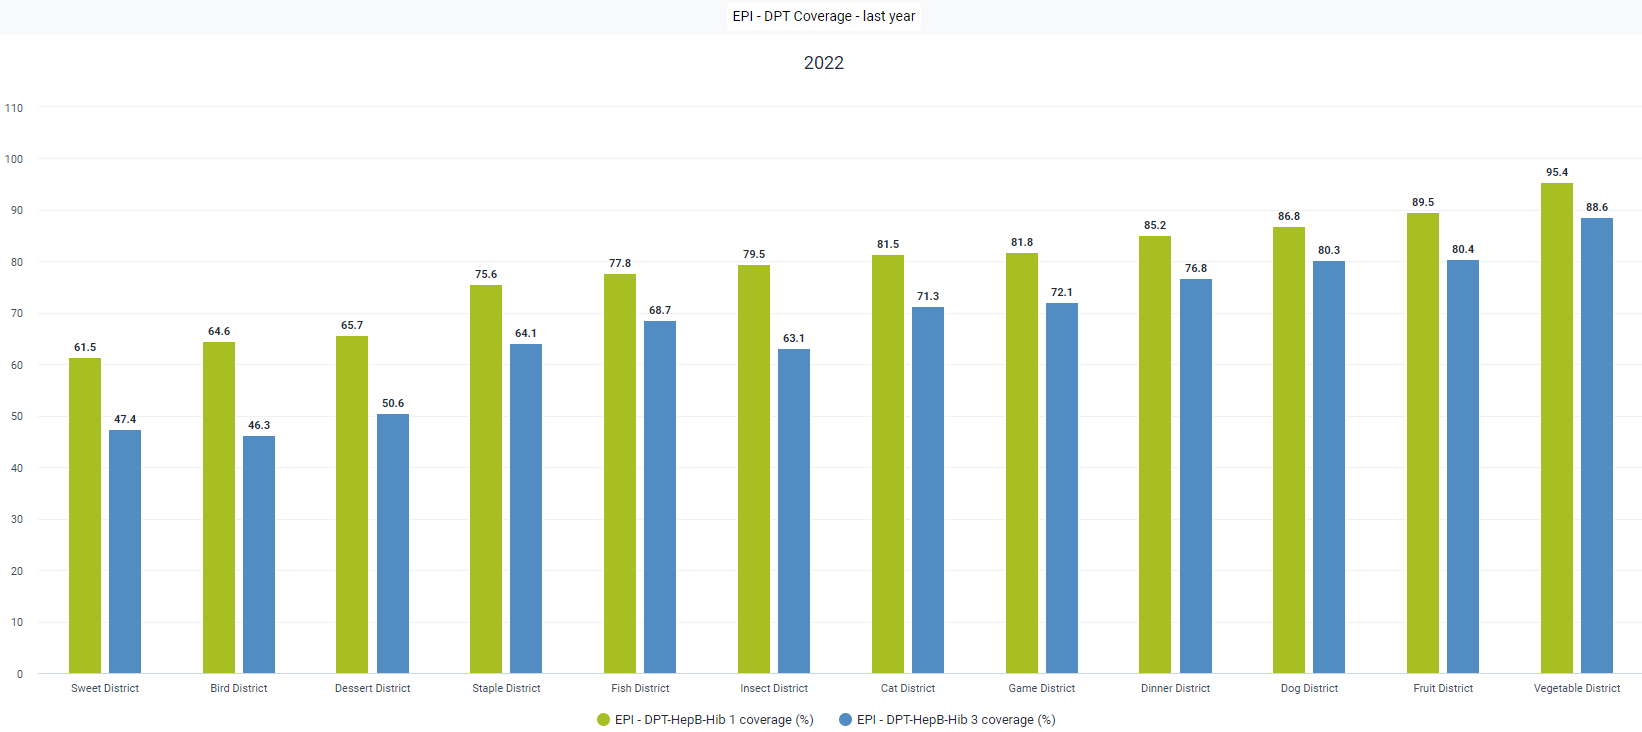 EPI - DPT Coverage - last year
2022
110
100
90
80
70
60
50
40
30
20
10
0
61.5
47.4
64.6
46.3
65.7
50.6
75.6
64.1
77.8
68.7
79.5
63.1
81.5
71.3
81.8
72.1
85.2
76.8
86.8
80.3
89.5
80.4
95.4
88.6
Sweet District
Bird District
Dessert District
Staple District
Fish District
Insect District
Cat District
Game District
Dinner District
Dog District
Fruit District
Vegetable District
EPI - DPT-HepB-Hib 1 coverage (%)
EPI - DPT-HepB-Hib 3 coverage (%)